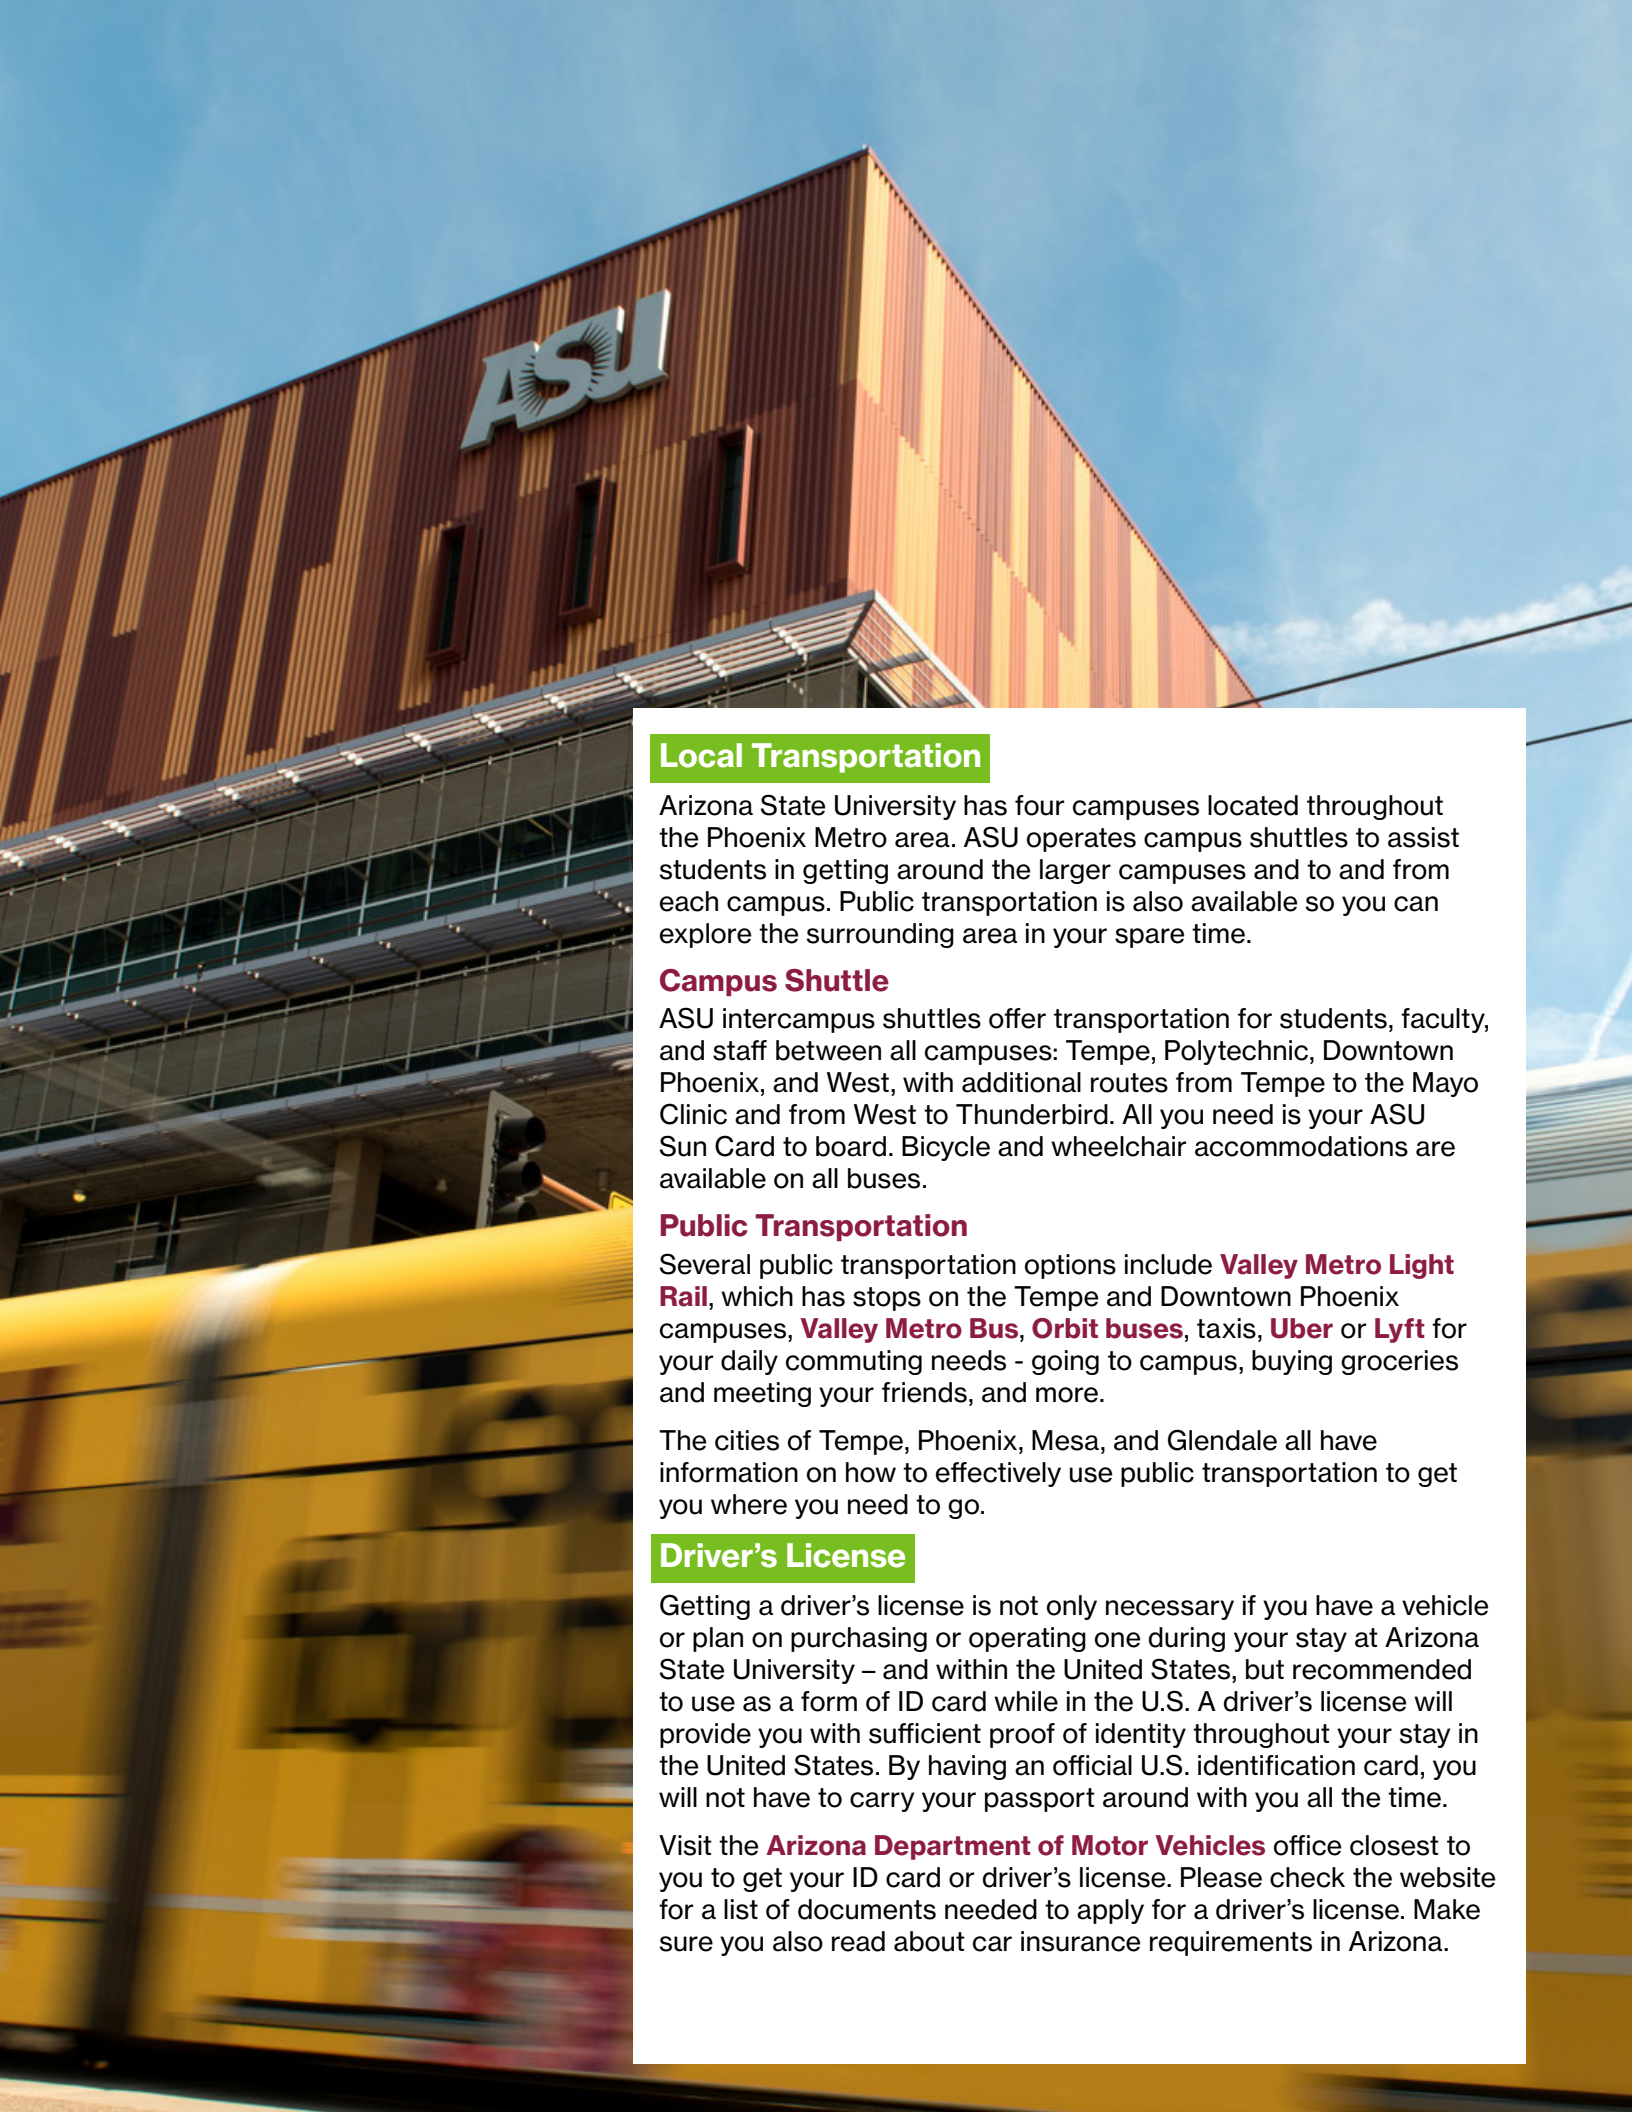 ASU
Local Transportation
Arizona State University has four campuses located throughout
the Phoenix Metro area. ASU operates campus shuttles to assist
students in getting around the larger campuses and to and from
each campus. Public transportation is also available so you can
explore the surrounding area in your spare time.
Campus Shuttle
ASU intercampus shuttles offer transportation for students, faculty,
and staff between all campuses: Tempe, Polytechnic, Downtown
Phoenix, and West, with additional routes from Tempe to the Mayo
Clinic and from West to Thunderbird. All you need is your ASU
Sun Card to board. Bicycle and wheelchair accommodations are
available on all buses.
Public Transportation
Several public transportation options include Valley Metro Light
Rail, which has stops on the Tempe and Downtown Phoenix
campuses, Valley Metro Bus, Orbit buses, taxis, Uber or Lyft for
your daily commuting needs - going to campus, buying groceries
and meeting your friends, and more.
The cities of Tempe, Phoenix, Mesa, and Glendale all have
information on how to effectively use public transportation to get
you where you need to go.
Driver’s License
Getting a driver’s license is not only necessary if you have a vehicle
or plan on purchasing or operating one during your stay at Arizona
State University – and within the United States, but recommended
to use as a form of ID card while in the U.S. A driver’s license will
provide you with sufficient proof of identity throughout your stay in
the United States. By having an official U.S. identification card, you
will not have to carry your passport around with you all the time.
Visit the Arizona Department of Motor Vehicles office closest to
you to get your ID card or driver’s license. Please check the website
for a list of documents needed to apply for a driver’s license. Make
sure you also read about car insurance requirements in Arizona.